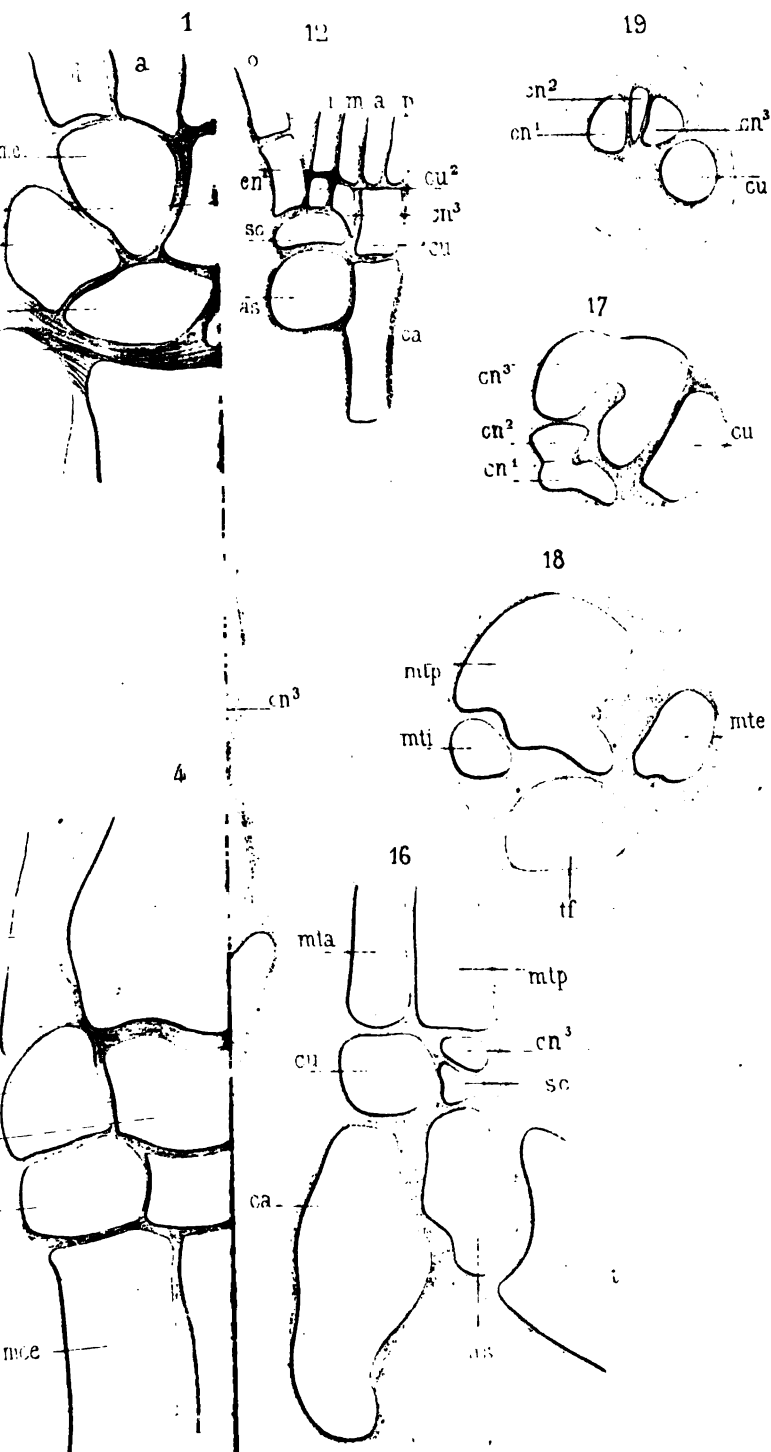 1
a
12
o
m a p
cu²
cn³
cu
sc
as
ca
19
cn²
cn¹
cn³
cu
17
cn³
cn²
cn¹
cu
18
mtp
mti
mte
tf
cn³
4
mce
16
mta
mtp
cu
cn³
sc
ca
as
i